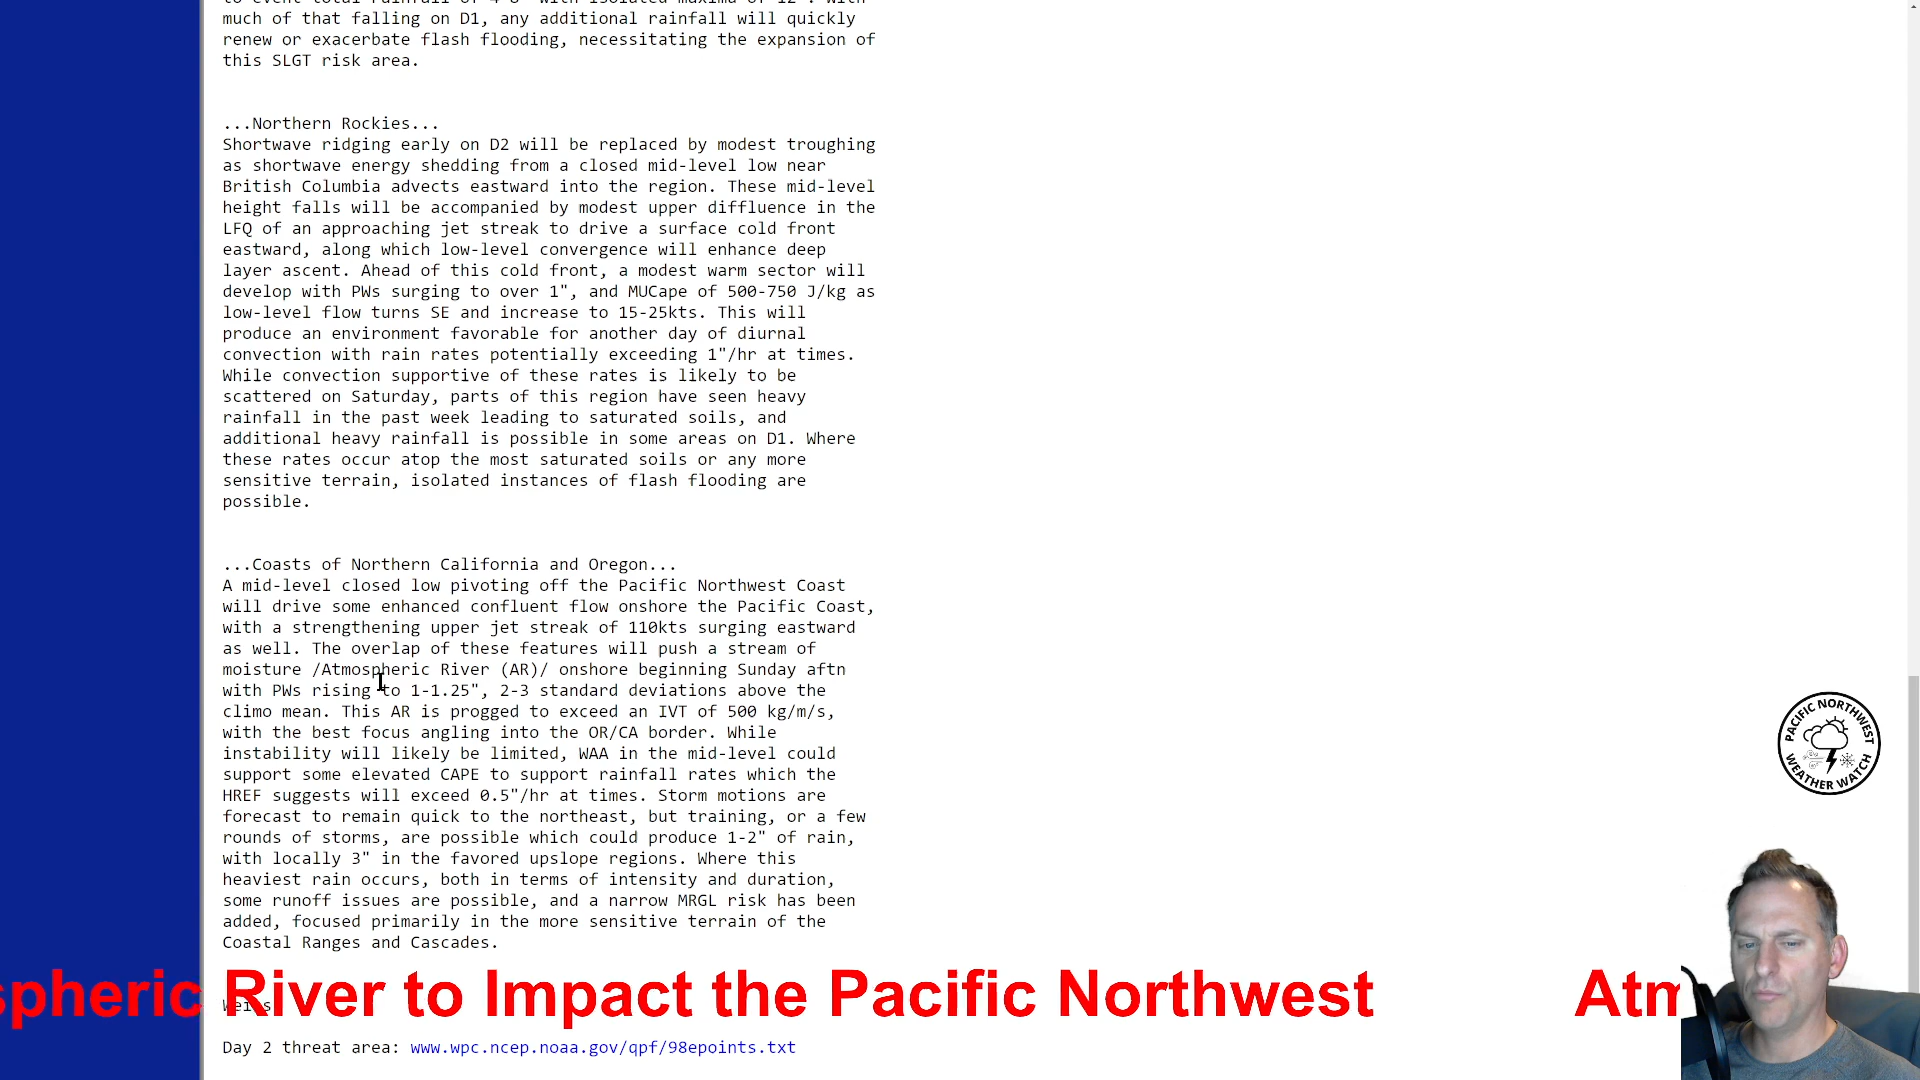 much of that falling on D1, any additional rainfall will quickly
renew or exacerbate flash flooding, necessitating the expansion of
this SLGT risk area.
...Northern Rockies...
Shortwave ridging early on D2 will be replaced by modest troughing
as shortwave energy shedding from a closed mid-level low near
British Columbia advects eastward into the region. These mid-level
height falls will be accompanied by modest upper diffluence in the
LFQ of an approaching jet streak to drive a surface cold front
eastward, along which low-level convergence will enhance deep
layer ascent. Ahead of this cold front, a modest warm sector will
develop with PWs surging to over 1", and MUCape of 500-750 J/kg as
low-level flow turns SE and increase to 15-25kts. This will
produce an environment favorable for another day of diurnal
convection with rain rates potentially exceeding 1"/hr at times.
While convection supportive of these rates is likely to be
scattered on Saturday, parts of this region have seen heavy
rainfall in the past week leading to saturated soils, and
additional heavy rainfall is possible in some areas on D1. Where
these rates occur atop the most saturated soils or any more
sensitive terrain, isolated instances of flash flooding are
possible.
...Coasts of Northern California and Oregon...
A mid-level closed low pivoting off the Pacific Northwest Coast
will drive some enhanced confluent flow onshore the Pacific Coast,
with a strengthening upper jet streak of 110kts surging eastward
as well. The overlap of these features will push a stream of
moisture /Atmospheric River (AR)/ onshore beginning Sunday aftn
with PWs rising to 1-1.25", 2-3 standard deviations above the
climo mean. This AR is progged to exceed an IVT of 500 kg/m/s,
with the best focus angling into the OR/CA border. While
instability will likely be limited, WAA in the mid-level could
support some elevated CAPE to support rainfall rates which the
HREF suggests will exceed 0.5"/hr at times. Storm motions are
forecast to remain quick to the northeast, but training, or a few
rounds of storms, are possible which could produce 1-2" of rain,
with locally 3" in the favored upslope regions. Where this
heaviest rain occurs, both in terms of intensity and duration,
some runoff issues are possible, and a narrow MRGL risk has been
added, focused primarily in the more sensitive terrain of the
Coastal Ranges and Cascades.
PACIFIC NORTHWEST
WEATHER WATCH
spheric River to Impact the Pacific Northwest Atm
Day 2 threat area: www.wpc.ncep.noaa.gov/qpf/98epoints.txt